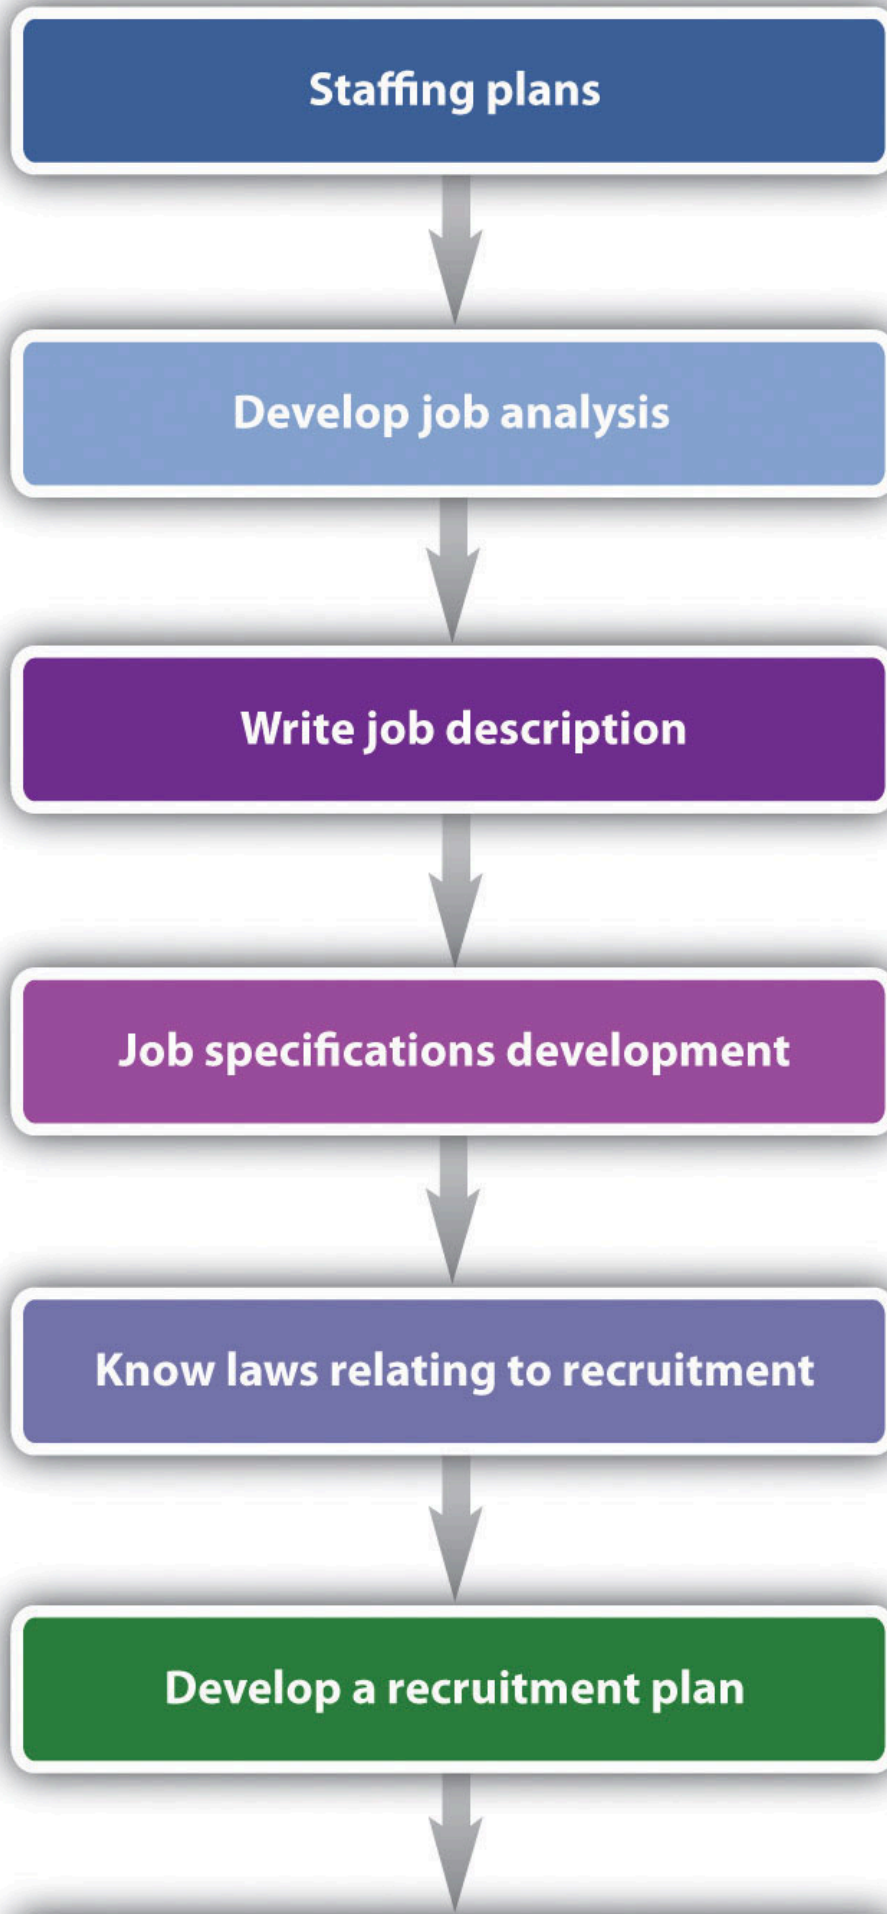 Staffing plans
Develop job analysis
Write job description
Job specifications development
Know laws relating to recruitment
Develop a recruitment plan